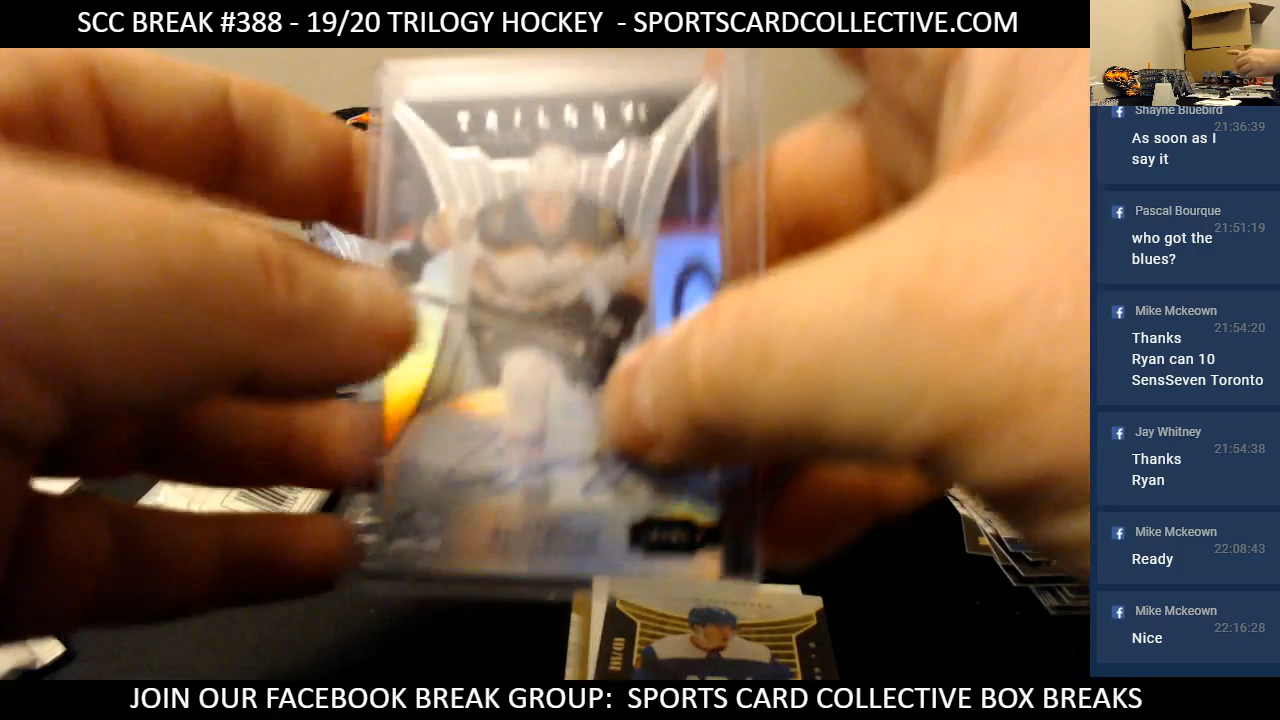 SCC BREAK #388 - 19/20 TRILOGY HOCKEY - SPORTSCARDCOLLECTIVE.COM
TRILOGY
Shayne Bluebird
21:36:39
As soon as I
say it
Pascal Bourque
21:51:19
who got the
blues?
Mike Mckeown
21:54:20
Thanks
Ryan can 10
SensSeven Toronto
Jay Whitney
21:54:38
Thanks
Ryan
Mike Mckeown
22:08:43
Ready
Mike Mckeown
22:16:28
Nice
JOIN OUR FACEBOOK BREAK GROUP: SPORTS CARD COLLECTIVE BOX BREAKS